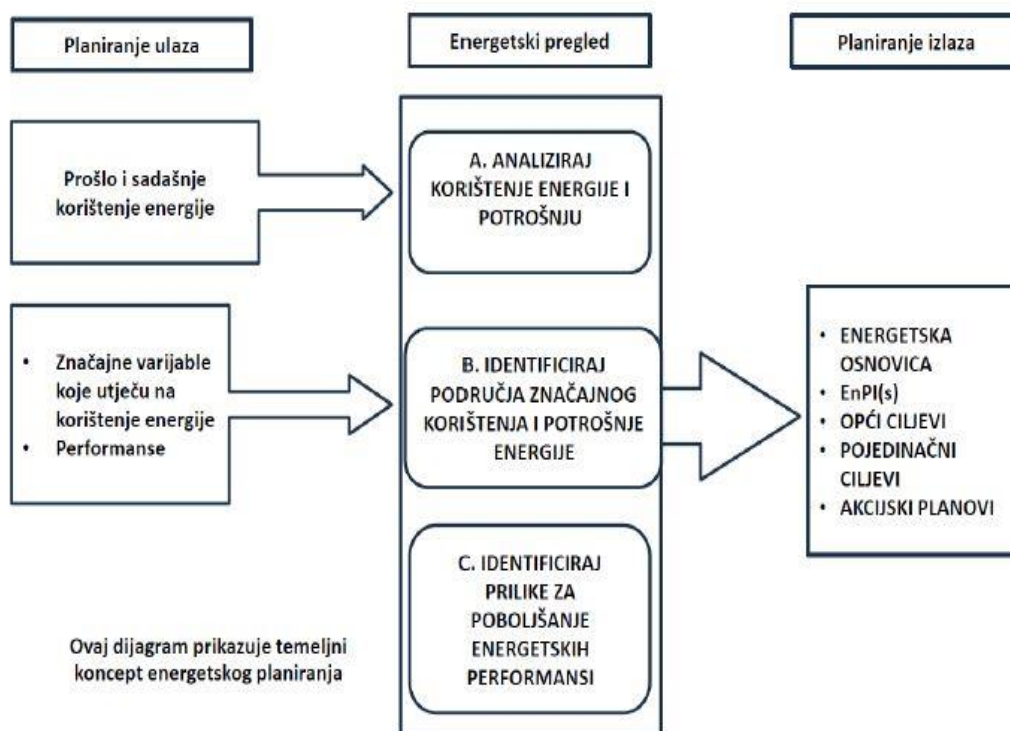 Planiranje ulaza
Energetski pregled
Planiranje izlaza
Prošlo i sadašnje
korištenje energije
• Značajne varijable
koje utječu na
korištenje energije
• Performanse
A. ANALIZIRAJ
KORIŠTENJE ENERGIJE I
POTROŠNJU
B. IDENTIFICIRAJ
PODRUČJA ZNAČAJNOG
KORIŠTENJA I POTROŠNJE
ENERGIJE
C. IDENTIFICIRAJ
PRILIKE ZA
POBOLJŠANJE
ENERGETSKIH
PERFORMANSI
• ENERGETSKA
OSNOVICA
• EnPI(s)
• OPĆI CILJEVI
• POJEDINAČNI
CILJEVI
• AKCIJSKI PLANOVI
Ovaj dijagram prikazuje temeljni
koncept energetskog planiranja